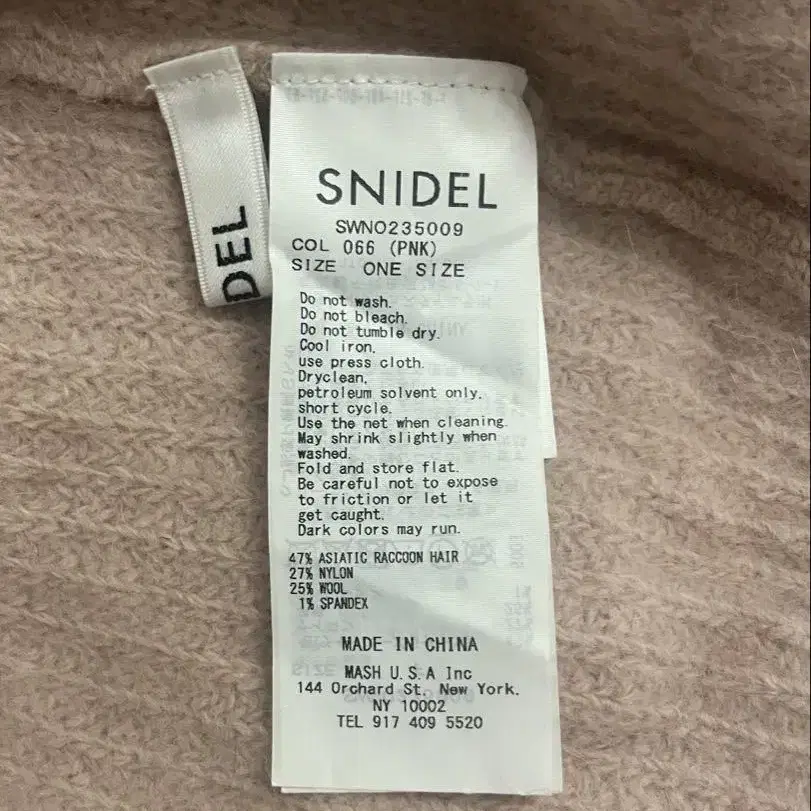 DEL
SNIDEL
SWNO235009
COL 066 (PNK)
SIZE ONE SIZE
Do not wash.
Do not bleach.
Do not tumble dry.
Cool iron.
use press cloth.
Dryclean.
petroleum solvent only.
short cycle.
Use the net when cleaning.
May shrink slightly when
washed.
Fold and store flat.
Be careful not to expose
to friction or let it
get caught.
Dark colors may run.
47% ASIATIC RACCOON HAIR
27% NYLON
25% WOOL
1% SPANDEX
MADE IN CHINA
MASH U.S.A Inc
144 Orchard St. New York.
NY 10002
TEL 917 409 5520